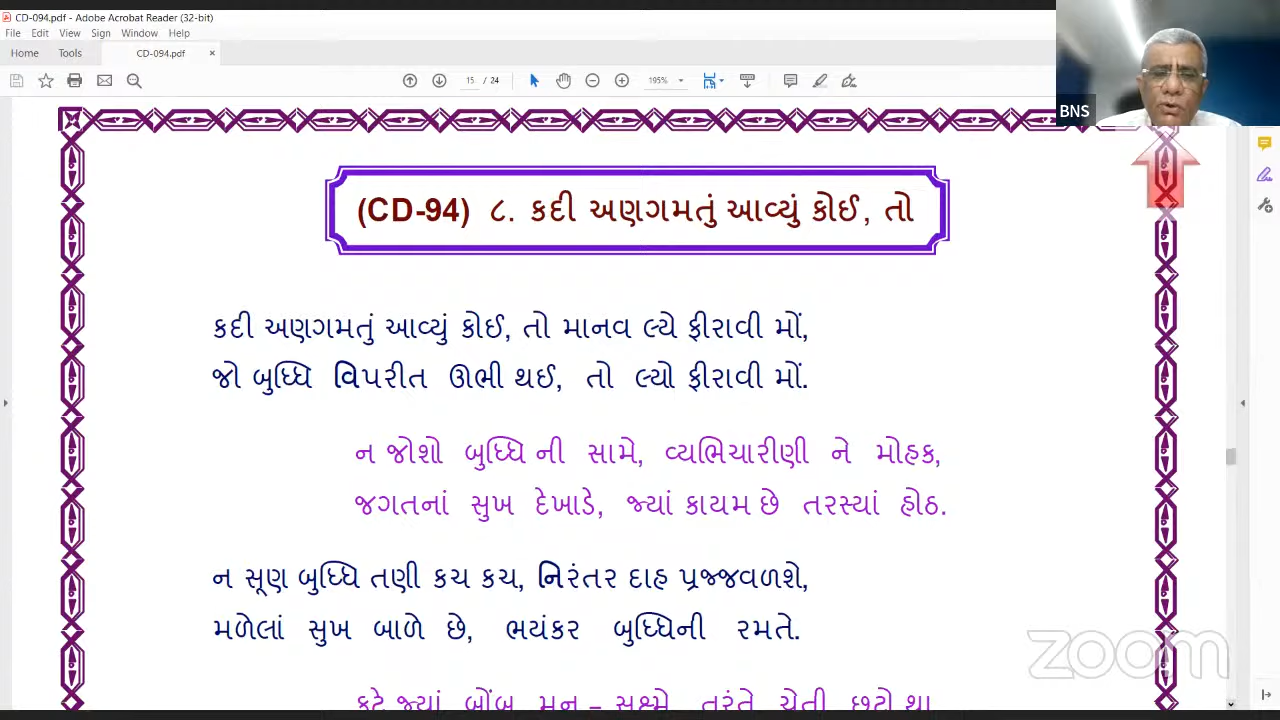 CD-094.pdf - Adobe Acrobat Reader (32-bit)
File Edit View Sign Window Help
Home Tools CD-094.pdf ×
15 / 24 195%
BNS
(CD-94) ૮. કદી અણગમતું આવ્યું કોઈ, તો
કદી અણગમતું આવ્યું કોઈ, તો માનવ લ્યે ફીરાવી મોં,
જો બુધ્ધિ વિપરીત ઊભી થઈ, તો લ્યો ફીરાવી મોં.
ન જોશો બુધ્ધિ ની સામે, વ્યભિચારીણી ને મોહક,
જગતનાં સુખ દેખાડે, જ્યાં કાયમ છે તરસ્યાં હોઠ.
ન સૂણ બુધ્ધિ તણી કચ કચ, નિરંતર દાહ પ્રજ્જવળશે,
મળેલાં સુખ બાળે છે, ભયંકર બુધ્ધિની રમતે.
જ્યાં બોંબ મન – સૂક્ષ્મે તરંતે ચેતી છૂટો થા
zoom